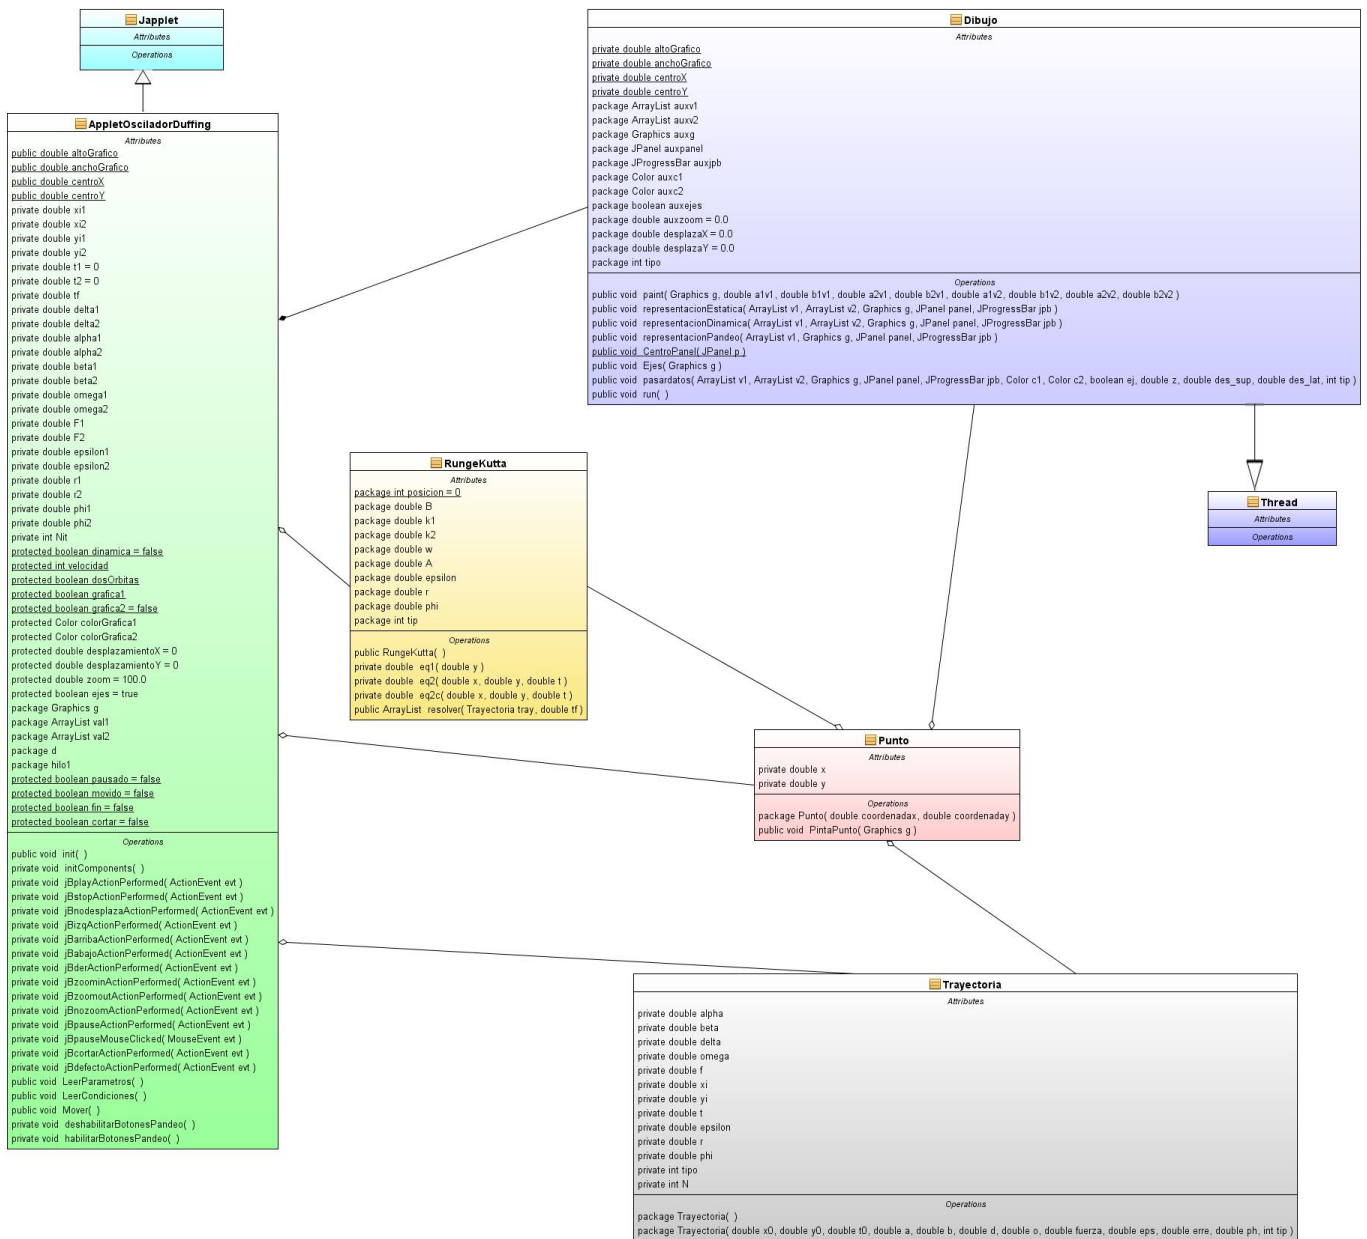 Japplet
Attributes
Operations
AppletOsciladorDuffing
Attributes
public double altoGrafico
public double anchoGrafico
public double centroX
public double centroY
private double xi1
private double xi2
private double yi1
private double yi2
private double t1 = 0
private double t2 = 0
private double tf
private double delta1
private double delta2
private double alpha1
private double alpha2
private double beta1
private double beta2
private double omega1
private double omega2
private double F1
private double F2
private double epsilon1
private double epsilon2
private double r1
private double r2
private double phi1
private double phi2
private int Nit
protected boolean dinamica = false
protected int velocidad
protected boolean dosOrbitas
protected boolean grafica1
protected boolean grafica2 = false
protected Color colorGrafica1
protected Color colorGrafica2
protected double desplazamientoX = 0
protected double desplazamientoY = 0
protected double zoom = 100.0
protected boolean ejes = true
package Graphics g
package ArrayList val1
package ArrayList val2
package d
package hilo1
protected boolean pausado = false
protected boolean movido = false
protected boolean fin = false
protected boolean cortar = false
Operations
public void init( )
private void initComponents( )
private void jBplayActionPerformed( ActionEvent evt )
private void jBstopActionPerformed( ActionEvent evt )
private void jBnodesplazaActionPerformed( ActionEvent evt )
private void jBizqActionPerformed( ActionEvent evt )
private void jBarribaActionPerformed( ActionEvent evt )
private void jBabajoActionPerformed( ActionEvent evt )
private void jBderActionPerformed( ActionEvent evt )
private void jBzoominActionPerformed( ActionEvent evt )
private void jBzoomoutActionPerformed( ActionEvent evt )
private void jBnozoomActionPerformed( ActionEvent evt )
private void jBpauseActionPerformed( ActionEvent evt )
private void jBpauseMouseClicked( MouseEvent evt )
private void jBcortarActionPerformed( ActionEvent evt )
private void jBdefectoActionPerformed( ActionEvent evt )
public void LeerParametros( )
public void LeerCondiciones( )
public void Mover( )
private void deshabilitarBotonesPandeo( )
private void habilitarBotonesPandeo( )
Dibujo
Attributes
private double altoGrafico
private double anchoGrafico
private double centroX
private double centroY
package ArrayList auxv1
package ArrayList auxv2
package Graphics auxg
package JPanel auxpanel
package JProgressBar auxjpb
package Color auxc1
package Color auxc2
package boolean auxejes
package double auxzoom = 0.0
package double desplazaX = 0.0
package double desplazaY = 0.0
package int tipo
Operations
public void paint( Graphics g, double a1v1, double b1v1, double a2v1, double b2v1, double a1v2, double b1v2, double a2v2, double b2v2 )
public void representacionEstatica( ArrayList v1, ArrayList v2, Graphics g, JPanel panel, JProgressBar jpb )
public void representacionDinamica( ArrayList v1, ArrayList v2, Graphics g, JPanel panel, JProgressBar jpb )
public void representacionPandeo( ArrayList v1, Graphics g, JPanel panel, JProgressBar jpb )
public void CentroPanel( JPanel p )
public void Ejes( Graphics g )
public void pasardatos( ArrayList v1, ArrayList v2, Graphics g, JPanel panel, JProgressBar jpb, Color c1, Color c2, boolean ej, double z, double des_sup, double des_lat, int tip )
public void run( )
RungeKutta
Attributes
package int posicion = 0
package double B
package double k1
package double k2
package double w
package double A
package double epsilon
package double r
package double phi
package int tip
Operations
public RungeKutta( )
private double eq1( double y )
private double eq2( double x, double y, double t )
private double eq2c( double x, double y, double t )
public ArrayList resolver( Trayectoria tray, double tf )
Thread
Attributes
Operations
Punto
Attributes
private double x
private double y
Operations
package Punto( double coordenadax, double coordenaday )
public void PintaPunto( Graphics g )
Trayectoria
Attributes
private double alpha
private double beta
private double delta
private double omega
private double f
private double xi
private double yi
private double t
private double epsilon
private double r
private double phi
private int tipo
private int N
Operations
package Trayectoria( )
package Trayectoria( double x0, double y0, double t0, double a, double b, double d, double o, double fuerza, double eps, double erre, double ph, int tip )